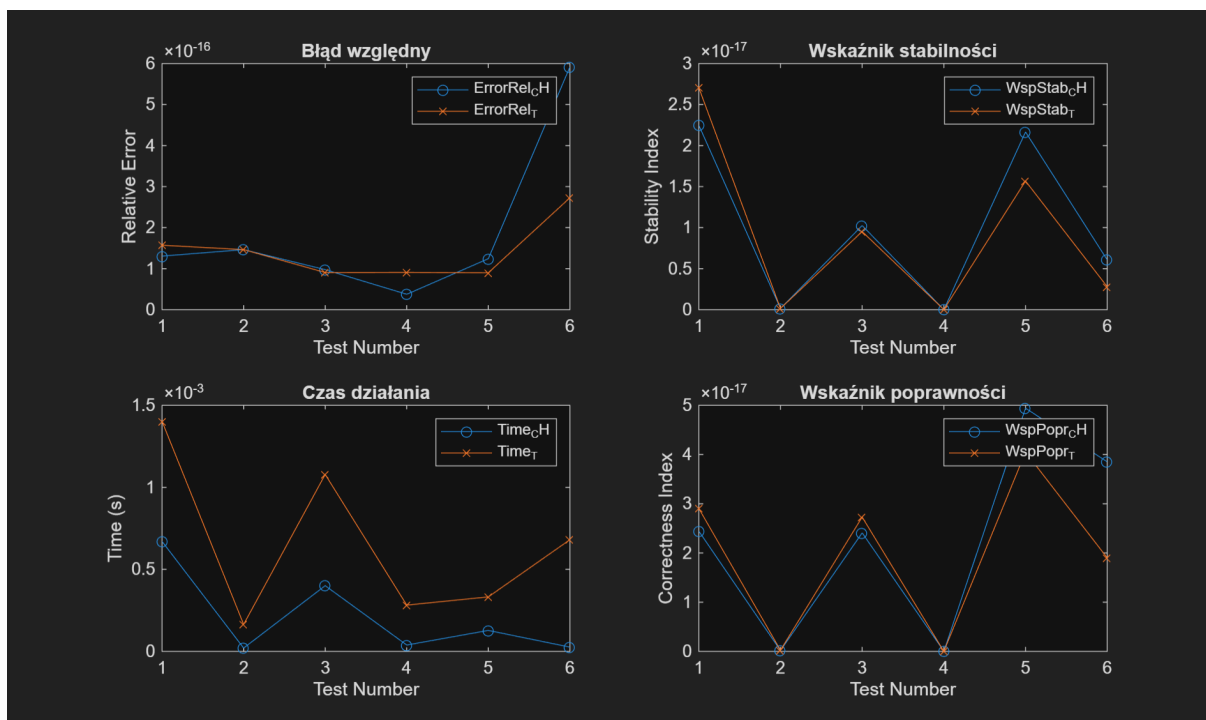 Błąd względny
×10⁻¹⁶
6
5
4
3
2
1
0
Relative Error
ErrorRel_CH
ErrorRel_T
1 2 3 4 5 6
Test Number
Wskaźnik stabilności
×10⁻¹⁷
3
2.5
2
1.5
1
0.5
0
Stability Index
WspStab_CH
WspStab_T
1 2 3 4 5 6
Test Number
Czas działania
×10⁻³
1.5
1
0.5
0
Time (s)
Time_CH
Time_T
1 2 3 4 5 6
Test Number
Wskaźnik poprawności
×10⁻¹⁷
5
4
3
2
1
0
Correctness Index
WspPopr_CH
WspPopr_T
1 2 3 4 5 6
Test Number